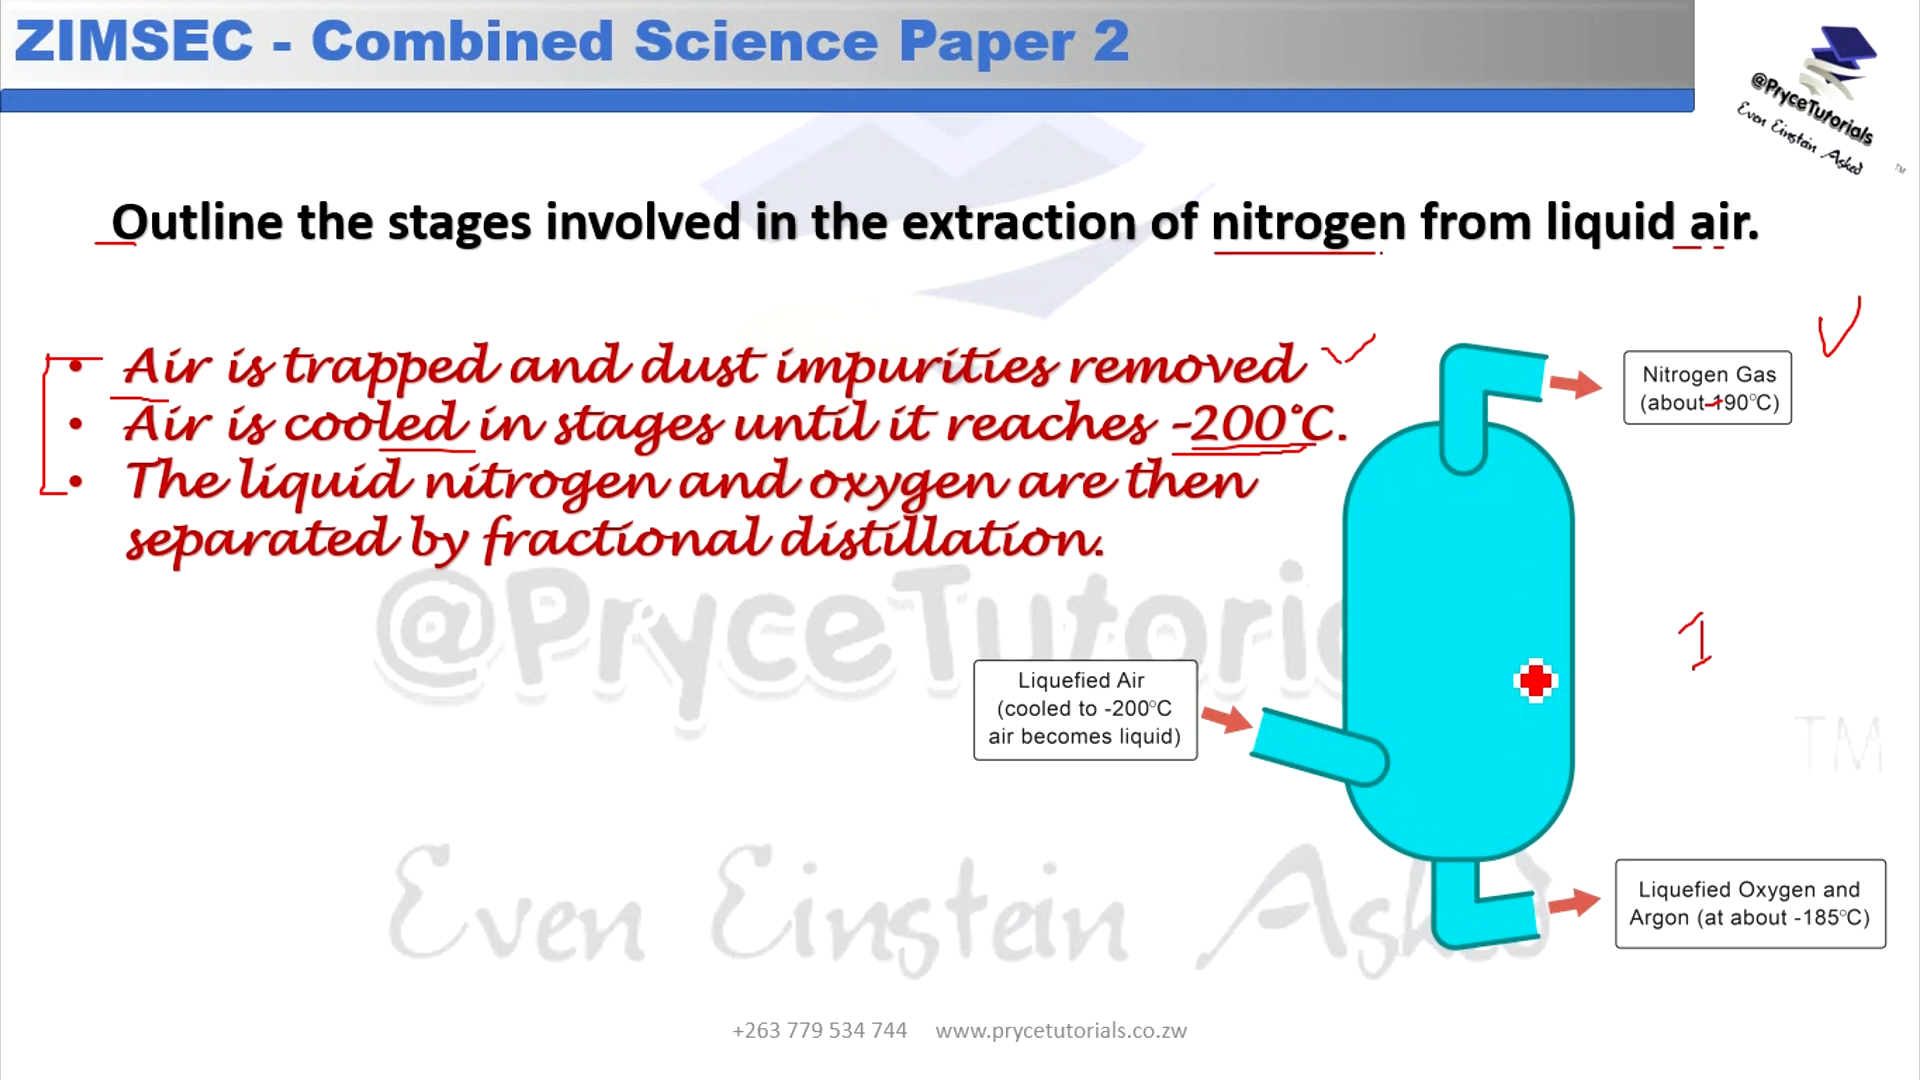 ZIMSEC - Combined Science Paper 2
@PryceTutorials
Even Einstein Asked
TM
Outline the stages involved in the extraction of nitrogen from liquid air.
• Air is trapped and dust impurities removed
• Air is cooled in stages until it reaches -200°C.
• The liquid nitrogen and oxygen are then
separated by fractional distillation.
Nitrogen Gas
(about-190°C)
1
@PryceTutoria
Liquefied Air
(cooled to -200°C
air becomes liquid)
TM
Even Einstein Asked
Liquefied Oxygen and
Argon (at about -185°C)
+263 779 534 744 www.prycetutorials.co.zw